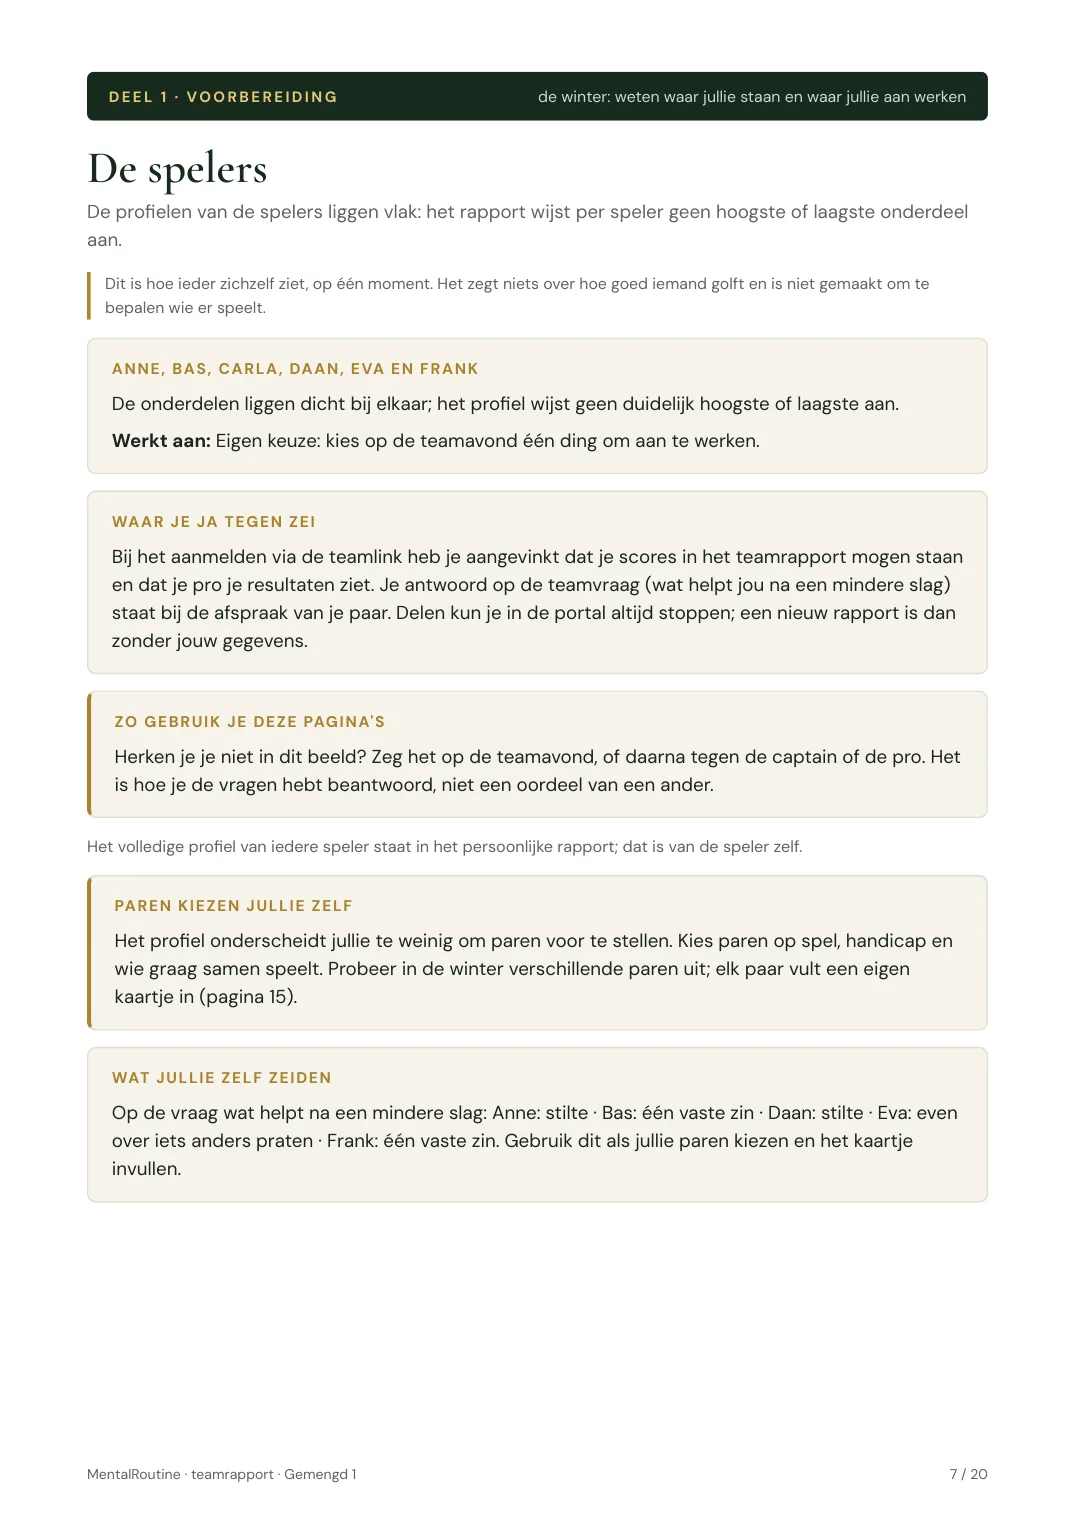 DEEL 1 · VOORBEREIDING
de winter: weten waar jullie staan en waar jullie aan werken
De spelers
De profielen van de spelers liggen vlak: het rapport wijst per speler geen hoogste of laagste onderdeel
aan.
Dit is hoe ieder zichzelf ziet, op één moment. Het zegt niets over hoe goed iemand golft en is niet gemaakt om te
bepalen wie er speelt.
ANNE, BAS, CARLA, DAAN, EVA EN FRANK
De onderdelen liggen dicht bij elkaar; het profiel wijst geen duidelijk hoogste of laagste aan.
Werkt aan: Eigen keuze: kies op de teamavond één ding om aan te werken.
WAAR JE JA TEGEN ZEI
Bij het aanmelden via de teamlink heb je aangevinkt dat je scores in het teamrapport mogen staan
en dat je pro je resultaten ziet. Je antwoord op de teamvraag (wat helpt jou na een mindere slag)
staat bij de afspraak van je paar. Delen kun je in de portal altijd stoppen; een nieuw rapport is dan
zonder jouw gegevens.
ZO GEBRUIK JE DEZE PAGINA'S
Herken je je niet in dit beeld? Zeg het op de teamavond, of daarna tegen de captain of de pro. Het
is hoe je de vragen hebt beantwoord, niet een oordeel van een ander.
Het volledige profiel van iedere speler staat in het persoonlijke rapport; dat is van de speler zelf.
PAREN KIEZEN JULLIE ZELF
Het profiel onderscheidt jullie te weinig om paren voor te stellen. Kies paren op spel, handicap en
wie graag samen speelt. Probeer in de winter verschillende paren uit; elk paar vult een eigen
kaartje in (pagina 15).
WAT JULLIE ZELF ZEIDEN
Op de vraag wat helpt na een mindere slag: Anne: stilte · Bas: één vaste zin · Daan: stilte · Eva: even
over iets anders praten · Frank: één vaste zin. Gebruik dit als jullie paren kiezen en het kaartje
invullen.
MentalRoutine · teamrapport · Gemengd 1
7 / 20